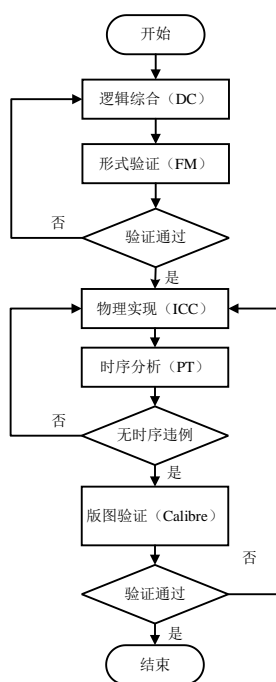 开始
逻辑综合（DC）
形式验证（FM）
否
验证通过
是
物理实现（ICC）
时序分析（PT）
否
无时序违例
是
版图验证（Calibre）
否
验证通过
是
结束